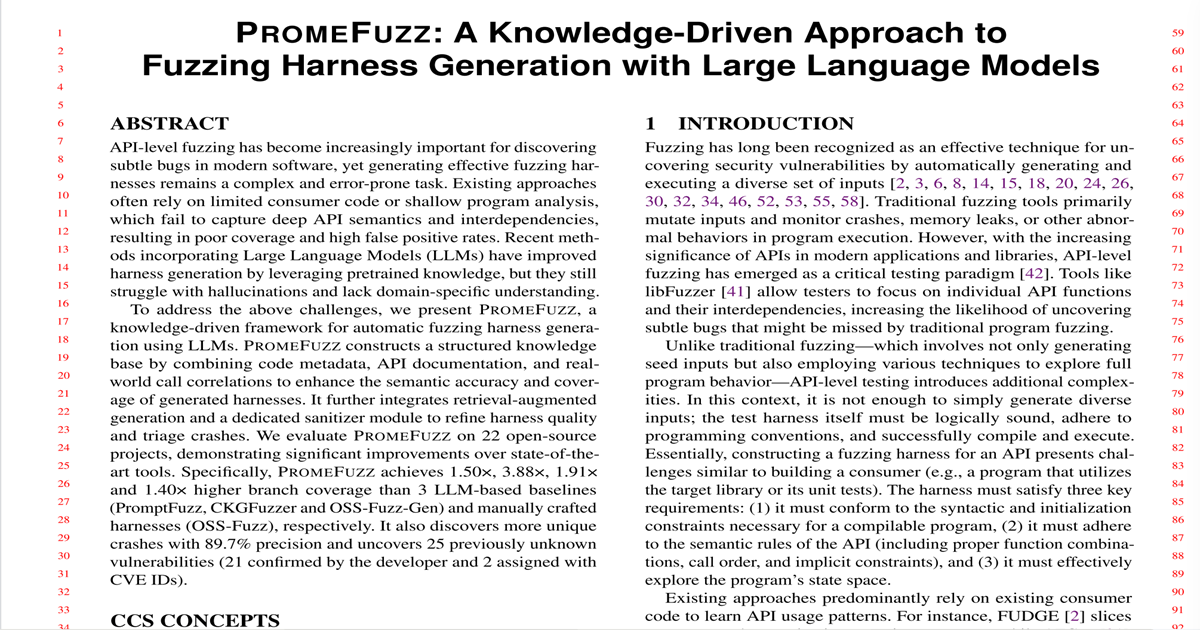 PROMEFUZZ: A Knowledge-Driven Approach to
Fuzzing Harness Generation with Large Language Models
1
2
3
4
5
6
7
8
9
10
11
12
13
14
15
16
17
18
19
20
21
22
23
24
25
26
27
28
29
30
31
32
33
34
ABSTRACT
API-level fuzzing has become increasingly important for discovering
subtle bugs in modern software, yet generating effective fuzzing har-
nesses remains a complex and error-prone task. Existing approaches
often rely on limited consumer code or shallow program analysis,
which fail to capture deep API semantics and interdependencies,
resulting in poor coverage and high false positive rates. Recent meth-
ods incorporating Large Language Models (LLMs) have improved
harness generation by leveraging pretrained knowledge, but they still
struggle with hallucinations and lack domain-specific understanding.
To address the above challenges, we present PROMEFUZZ, a
knowledge-driven framework for automatic fuzzing harness genera-
tion using LLMs. PROMEFUZZ constructs a structured knowledge
base by combining code metadata, API documentation, and real-
world call correlations to enhance the semantic accuracy and cover-
age of generated harnesses. It further integrates retrieval-augmented
generation and a dedicated sanitizer module to refine harness quality
and triage crashes. We evaluate PROMEFUZZ on 22 open-source
projects, demonstrating significant improvements over state-of-the-
art tools. Specifically, PROMEFUZZ achieves 1.50×, 3.88×, 1.91×
and 1.40× higher branch coverage than 3 LLM-based baselines
(PromptFuzz, CKGFuzzer and OSS-Fuzz-Gen) and manually crafted
harnesses (OSS-Fuzz), respectively. It also discovers more unique
crashes with 89.7% precision and uncovers 25 previously unknown
vulnerabilities (21 confirmed by the developer and 2 assigned with
CVE IDs).
CCS CONCEPTS
1 INTRODUCTION
Fuzzing has long been recognized as an effective technique for un-
covering security vulnerabilities by automatically generating and
executing a diverse set of inputs [2, 3, 6, 8, 14, 15, 18, 20, 24, 26,
30, 32, 34, 46, 52, 53, 55, 58]. Traditional fuzzing tools primarily
mutate inputs and monitor crashes, memory leaks, or other abnor-
mal behaviors in program execution. However, with the increasing
significance of APIs in modern applications and libraries, API-level
fuzzing has emerged as a critical testing paradigm [42]. Tools like
libFuzzer [41] allow testers to focus on individual API functions
and their interdependencies, increasing the likelihood of uncovering
subtle bugs that might be missed by traditional program fuzzing.
Unlike traditional fuzzing—which involves not only generating
seed inputs but also employing various techniques to explore full
program behavior—API-level testing introduces additional complex-
ities. In this context, it is not enough to simply generate diverse
inputs; the test harness itself must be logically sound, adhere to
programming conventions, and successfully compile and execute.
Essentially, constructing a fuzzing harness for an API presents chal-
lenges similar to building a consumer (e.g., a program that utilizes
the target library or its unit tests). The harness must satisfy three key
requirements: (1) it must conform to the syntactic and initialization
constraints necessary for a compilable program, (2) it must adhere
to the semantic rules of the API (including proper function combina-
tions, call order, and implicit constraints), and (3) it must effectively
explore the program's state space.
Existing approaches predominantly rely on existing consumer
code to learn API usage patterns. For instance, FUDGE [2] slices
59
60
61
62
63
64
65
66
67
68
69
70
71
72
73
74
75
76
77
78
79
80
81
82
83
84
85
86
87
88
89
90
91
92